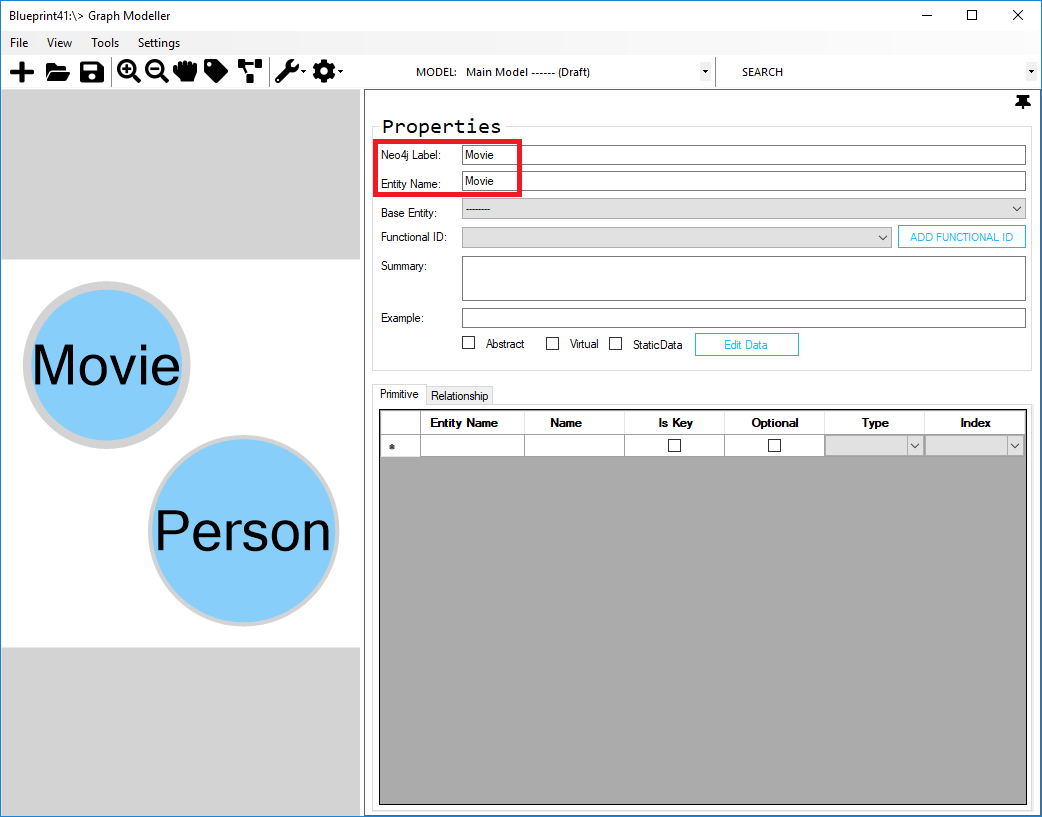 Blueprint41:\> Graph Modeller
File View Tools Settings
MODEL: Main Model ------ (Draft) SEARCH
Properties
Neo4j Label: Movie
Entity Name: Movie
Base Entity: --------
Functional ID: ADD FUNCTIONAL ID
Summary:
Example:
Abstract Virtual StaticData Edit Data
Primitive Relationship
Entity Name Name Is Key Optional Type Index
*
Movie
Person